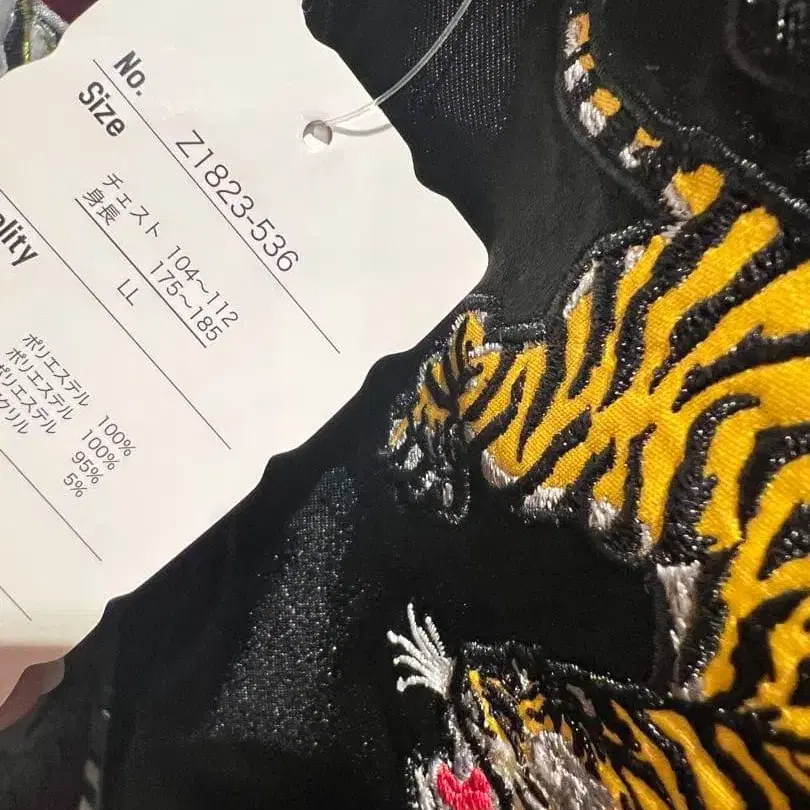 No. Z1823-536
Size
チェスト 104~112
身長 175~185
LL
ality
ポリエステル 100%
ポリエステル 100%
ポリエステル 95%
クリル 5%